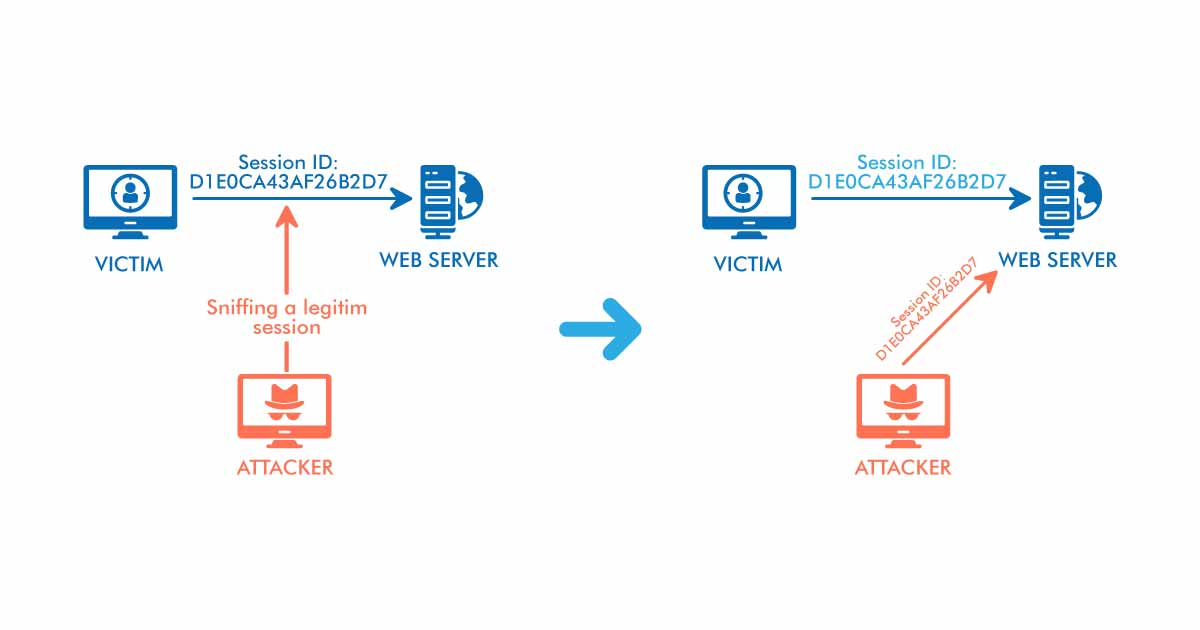 Session ID:
D1E0CA43AF26B2D7
VICTIM
WEB SERVER
Sniffing a legitim
session
ATTACKER
Session ID:
D1E0CA43AF26B2D7
VICTIM
WEB SERVER
Session ID:
D1E0CA43AF26B2D7
ATTACKER